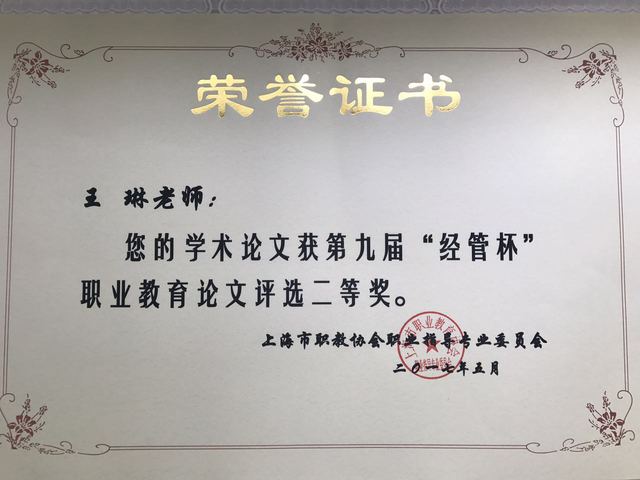 荣誉证书
王 琳老师：
您的学术论文获第九届“经管杯”
职业教育论文评选二等奖。
上海市职教协会职业指导专业委员会
二〇一七年五月